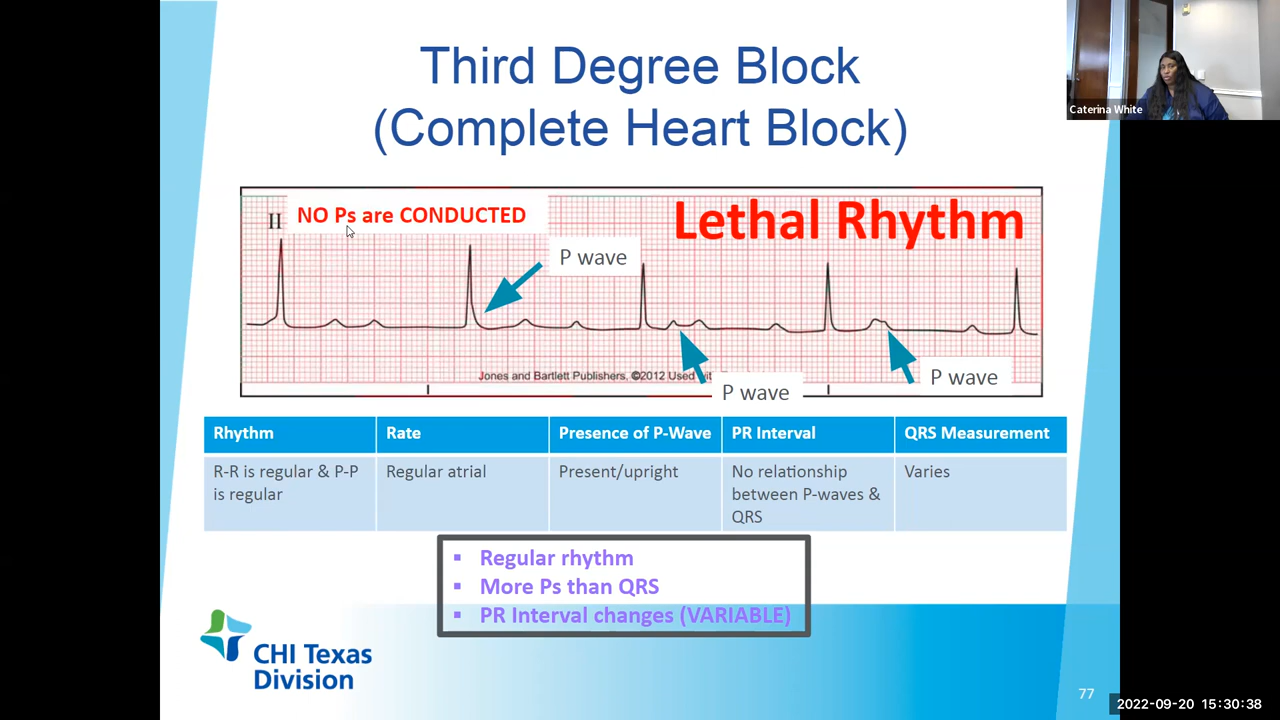 Third Degree Block
(Complete Heart Block)
Caterina White
II
NO Ps are CONDUCTED
Lethal Rhythm
P wave
Jones and Bartlett Publishers, ©2012 Used
P wave
P wave
Rhythm
Rate
Presence of P-Wave
PR Interval
QRS Measurement
R-R is regular & P-P
is regular
Regular atrial
Present/upright
No relationship
between P-waves &
QRS
Varies
▪ Regular rhythm
▪ More Ps than QRS
▪ PR Interval changes (VARIABLE)
CHI Texas
Division
77
2022-09-20 15:30:38